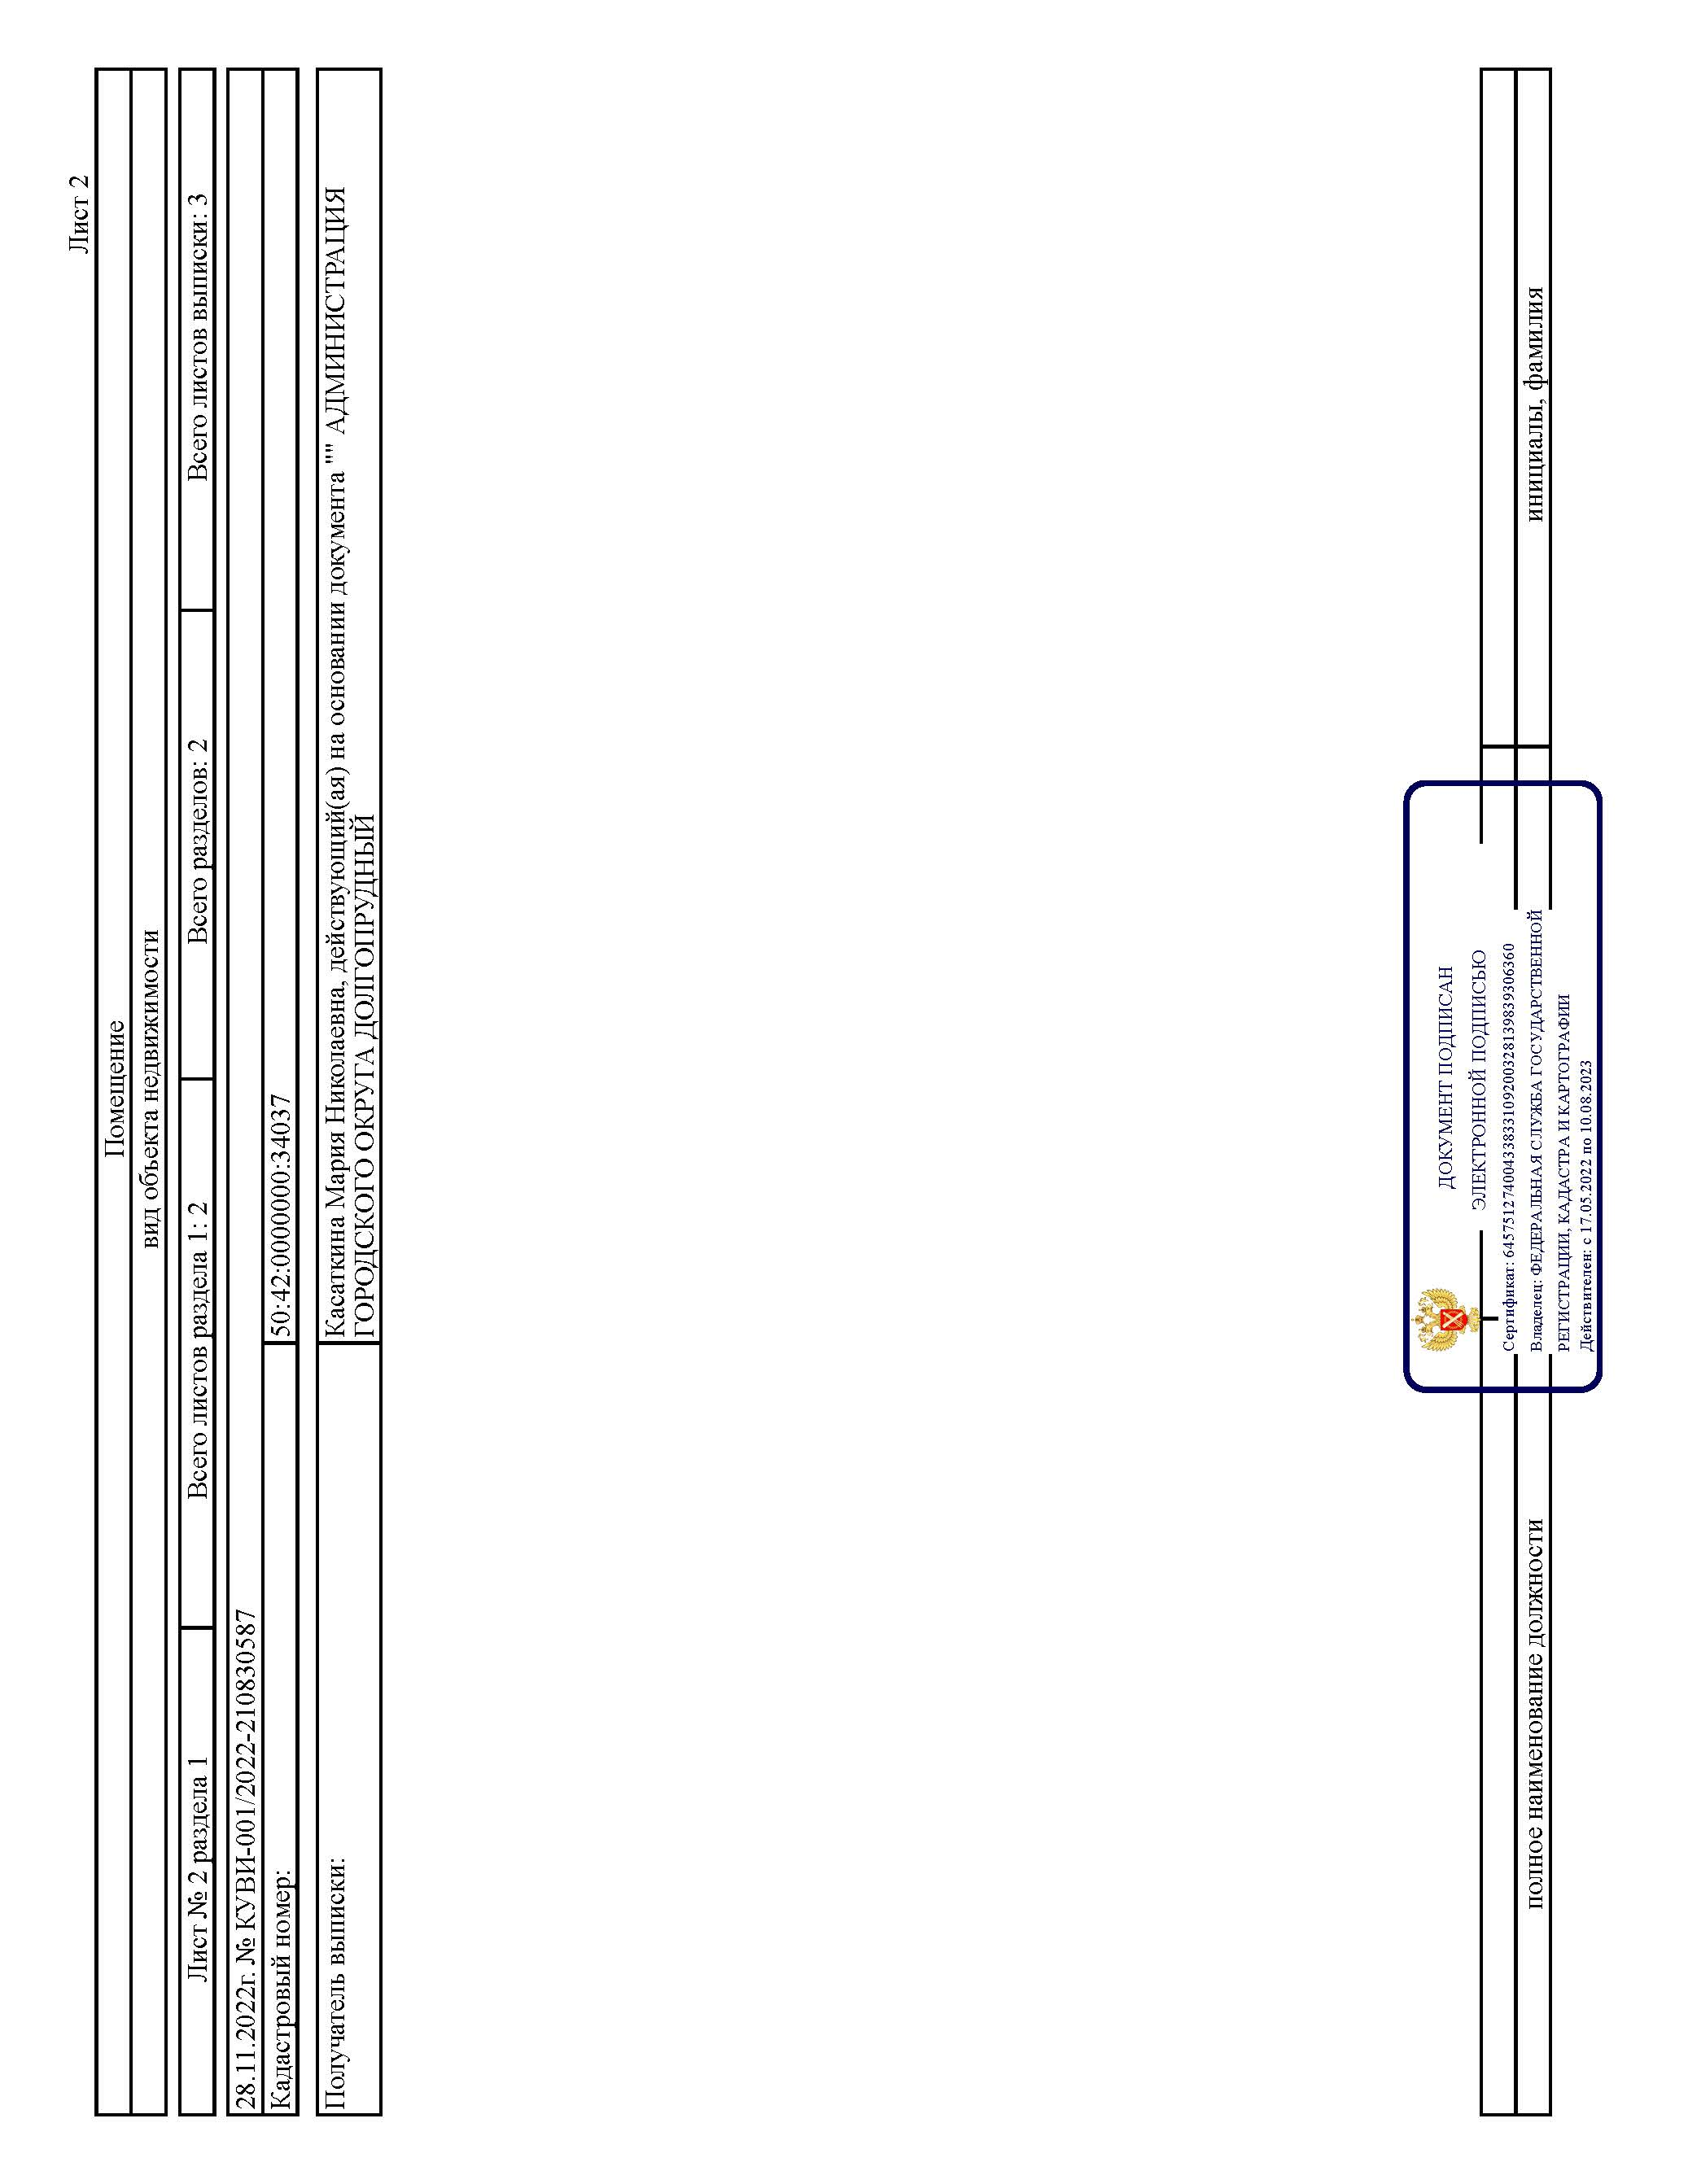 Лист 2
Помещение
вид объекта недвижимости
Лист № 2 раздела 1
Всего листов раздела 1: 2
Всего разделов: 2
Всего листов выписки: 3
28.11.2022г. № КУВИ-001/2022-210830587
Кадастровый номер:
50:42:0000000:34037
Получатель выписки:
Касаткина Мария Николаевна, действующий(ая) на основании документа "" АДМИНИСТРАЦИЯ
ГОРОДСКОГО ОКРУГА ДОЛГОПРУДНЫЙ
ДОКУМЕНТ ПОДПИСАН
ЭЛЕКТРОННОЙ ПОДПИСЬЮ
Сертификат: 64575127400433833109200328139839306360
Владелец: ФЕДЕРАЛЬНАЯ СЛУЖБА ГОСУДАРСТВЕННОЙ
РЕГИСТРАЦИИ, КАДАСТРА И КАРТОГРАФИИ
Действителен: с 17.05.2022 по 10.08.2023
полное наименование должности
инициалы, фамилия